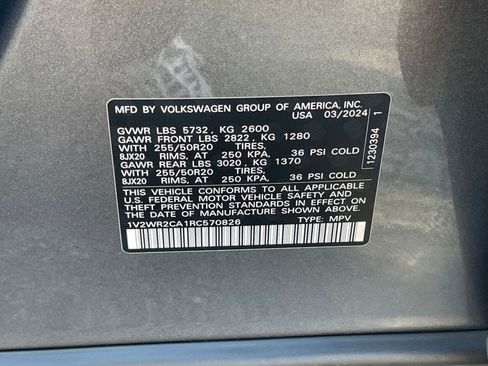 MFD BY VOLKSWAGEN GROUP OF AMERICA, INC.
USA 03/2024
GVWR LBS 5732, KG 2600
GAWR FRONT LBS 2822, KG 1280
WITH 255/50R20 TIRES,
8JX20 RIMS, AT 250 KPA, 36 PSI COLD
GAWR REAR LBS 3020, KG 1370
WITH 255/50R20 TIRES,
8JX20 RIMS, AT 250 KPA, 36 PSI COLD
THIS VEHICLE CONFORMS TO ALL APPLICABLE
U.S. FEDERAL MOTOR VEHICLE SAFETY AND
THEFT PREVENTION STANDARDS IN EFFECT ON
THE DATE OF MANUFACTURE SHOWN ABOVE.
1V2WR2CA1RC570826 TYPE: MPV
1230394 1